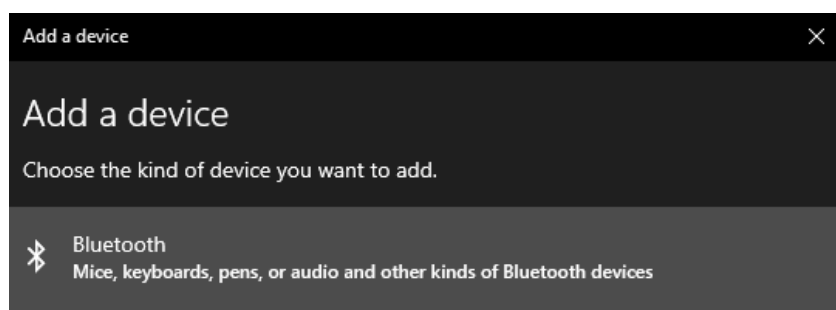 Add a device
Add a device
Choose the kind of device you want to add.
Bluetooth
Mice, keyboards, pens, or audio and other kinds of Bluetooth devices